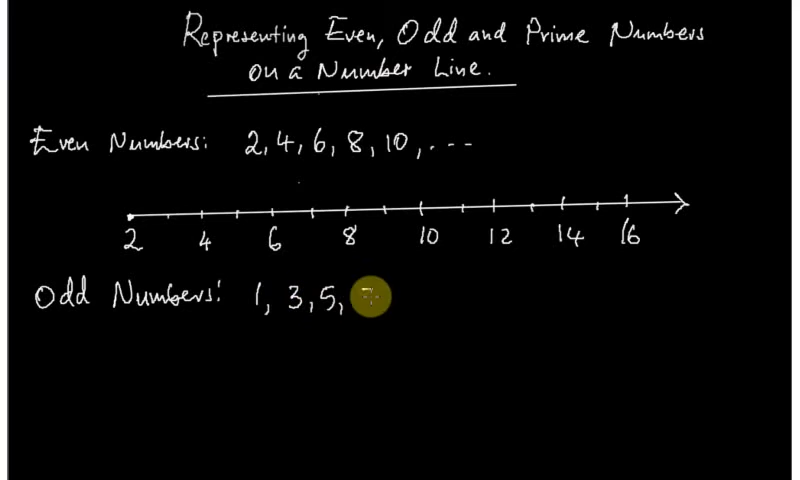 Representing Even, Odd and Prime Numbers
on a Number Line.
Even Numbers: 2, 4, 6, 8, 10, . ---
2 4 6 8 10 12 14 16
Odd Numbers: 1, 3, 5, 7